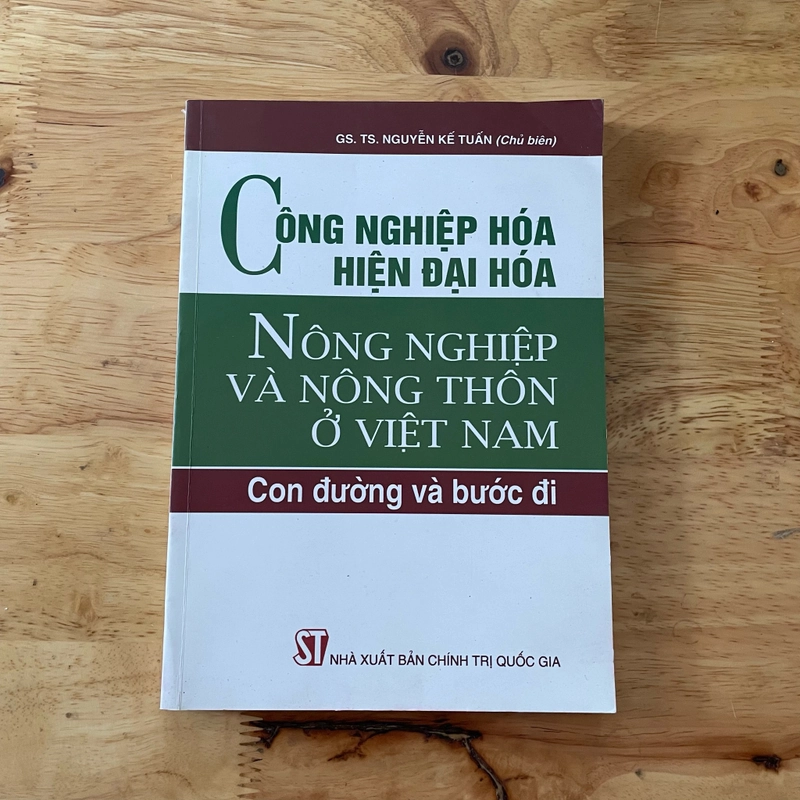 GS. TS. NGUYỄN KẾ TUẤN (Chủ biên)
CÔNG NGHIỆP HÓA
HIỆN ĐẠI HÓA
NÔNG NGHIỆP
VÀ NÔNG THÔN
Ở VIỆT NAM
Con đường và bước đi
ST NHÀ XUẤT BẢN CHÍNH TRỊ QUỐC GIA